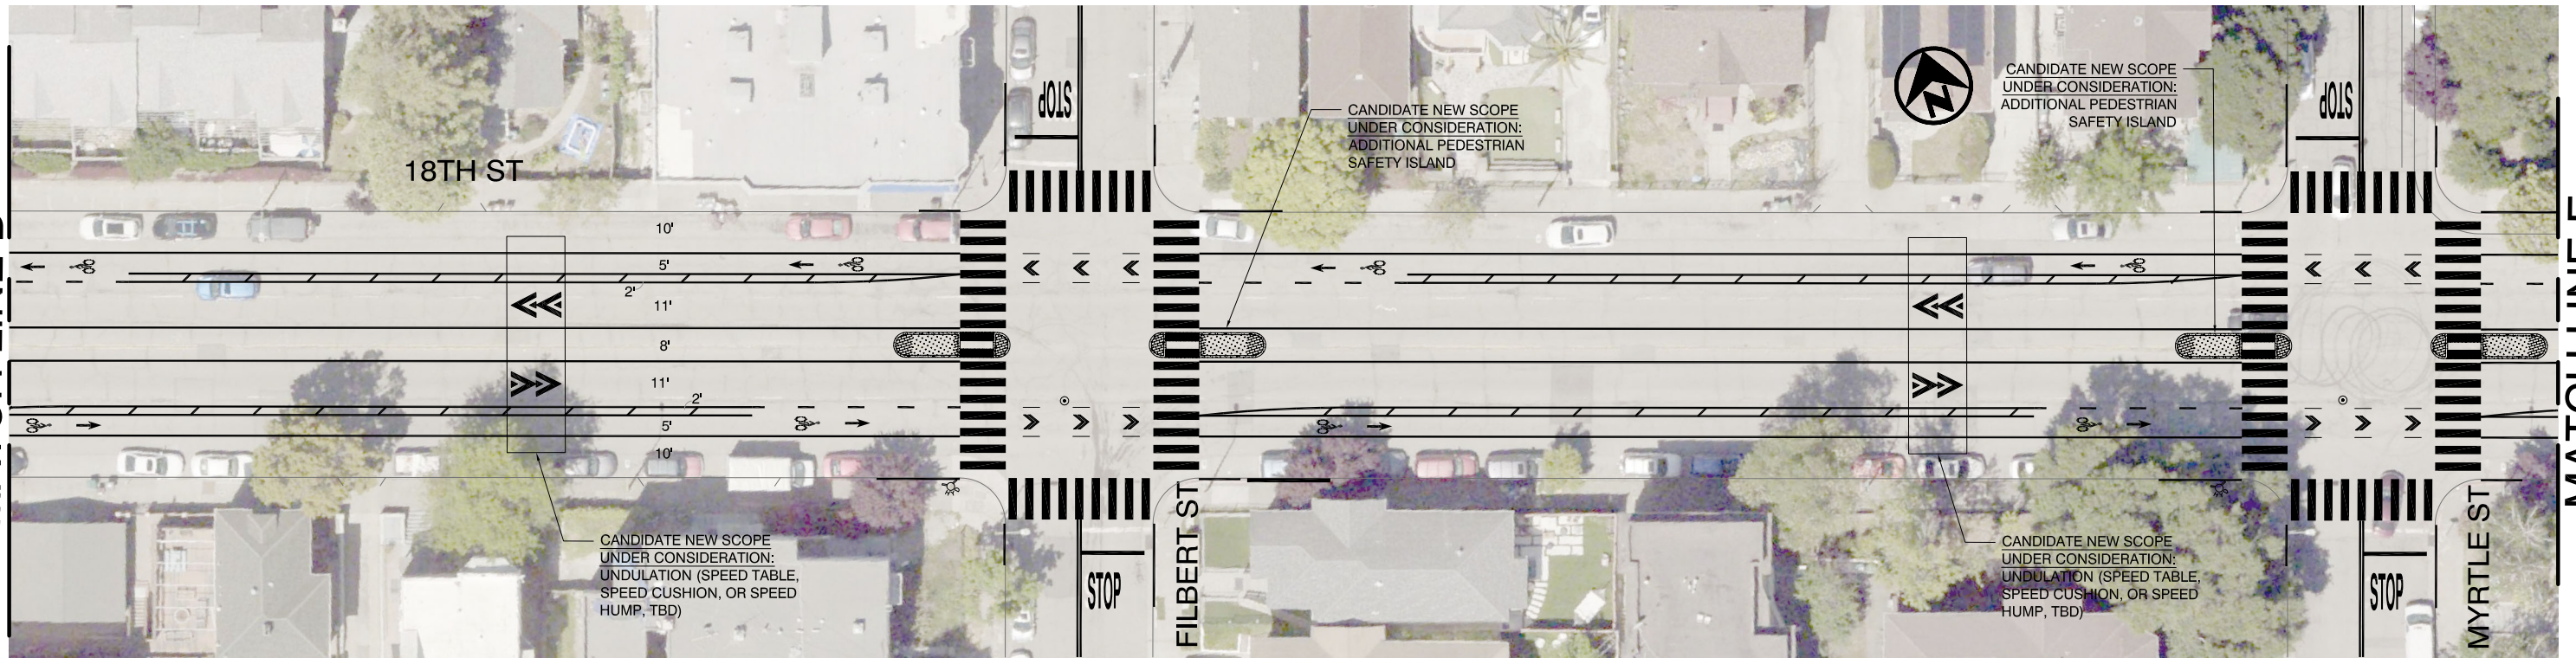 18TH ST
10'
5'
2'
11'
8'
11'
2'
5'
10'
CANDIDATE NEW SCOPE
UNDER CONSIDERATION:
UNDULATION (SPEED TABLE,
SPEED CUSHION, OR SPEED
HUMP, TBD)
STOP
STOP
FILBERT ST
CANDIDATE NEW SCOPE
UNDER CONSIDERATION:
ADDITIONAL PEDESTRIAN
SAFETY ISLAND
N
CANDIDATE NEW SCOPE
UNDER CONSIDERATION:
ADDITIONAL PEDESTRIAN
SAFETY ISLAND
CANDIDATE NEW SCOPE
UNDER CONSIDERATION:
UNDULATION (SPEED TABLE,
SPEED CUSHION, OR SPEED
HUMP, TBD)
STOP
STOP
MYRTLE ST
MATCH LINE